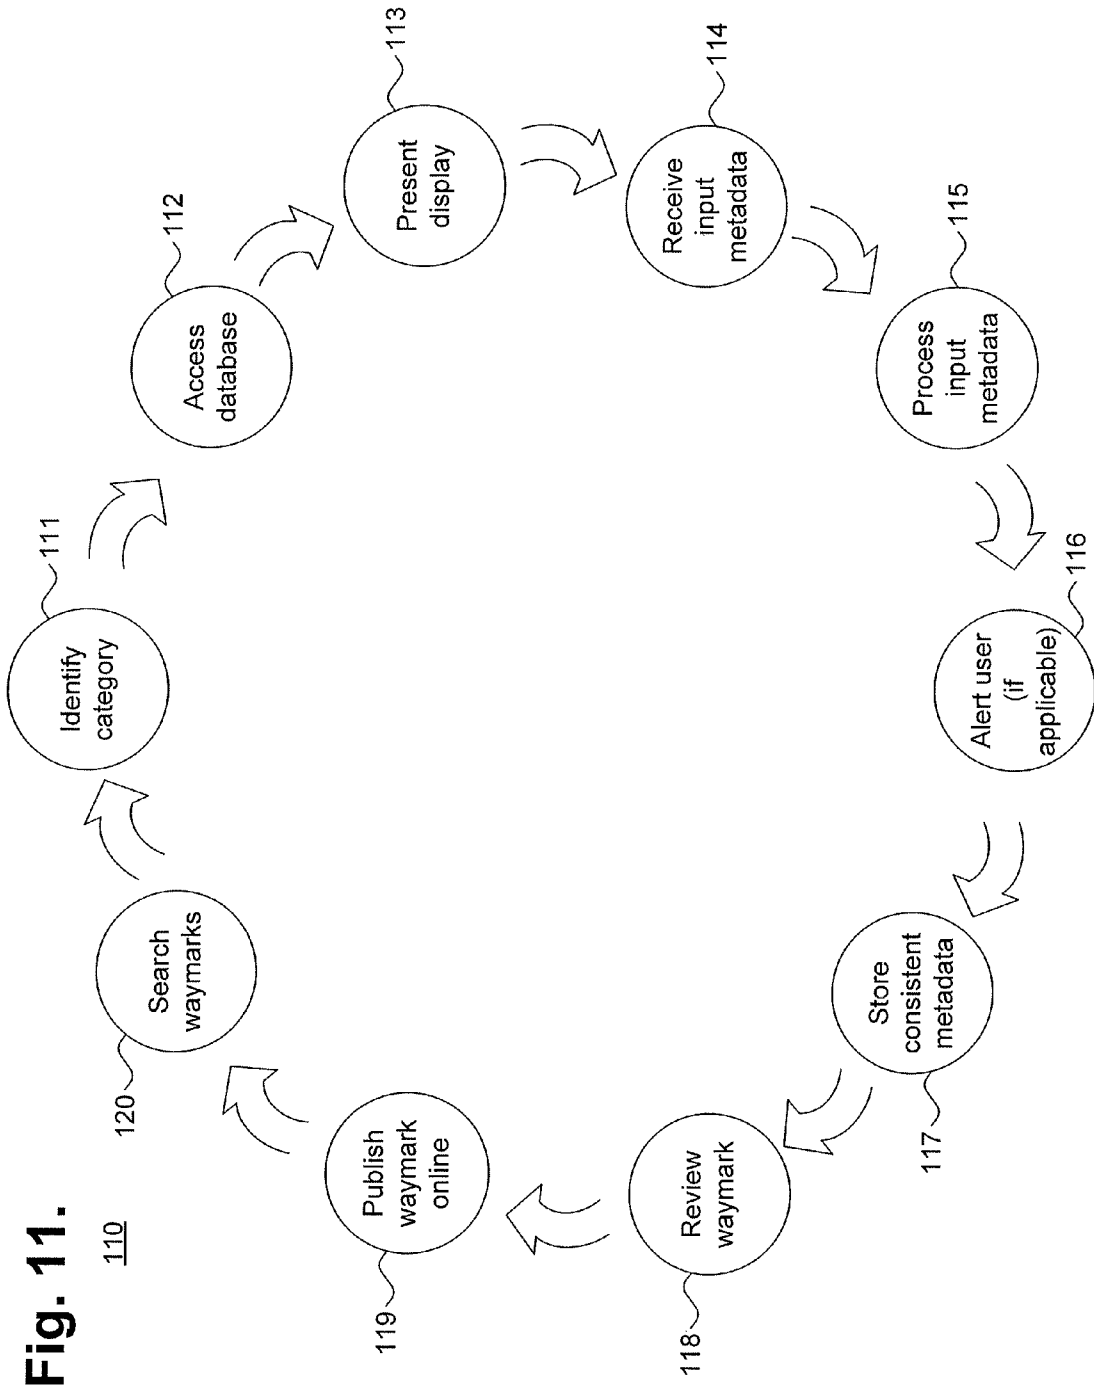 Fig. 11.
110
111
Identify
category
112
Access
database
113
Present
display
114
Receive
input
metadata
115
Process
input
metadata
116
Alert user
(if
applicable)
117
Store
consistent
metadata
118
Review
waymark
119
Publish
waymark
online
120
Search
waymarks